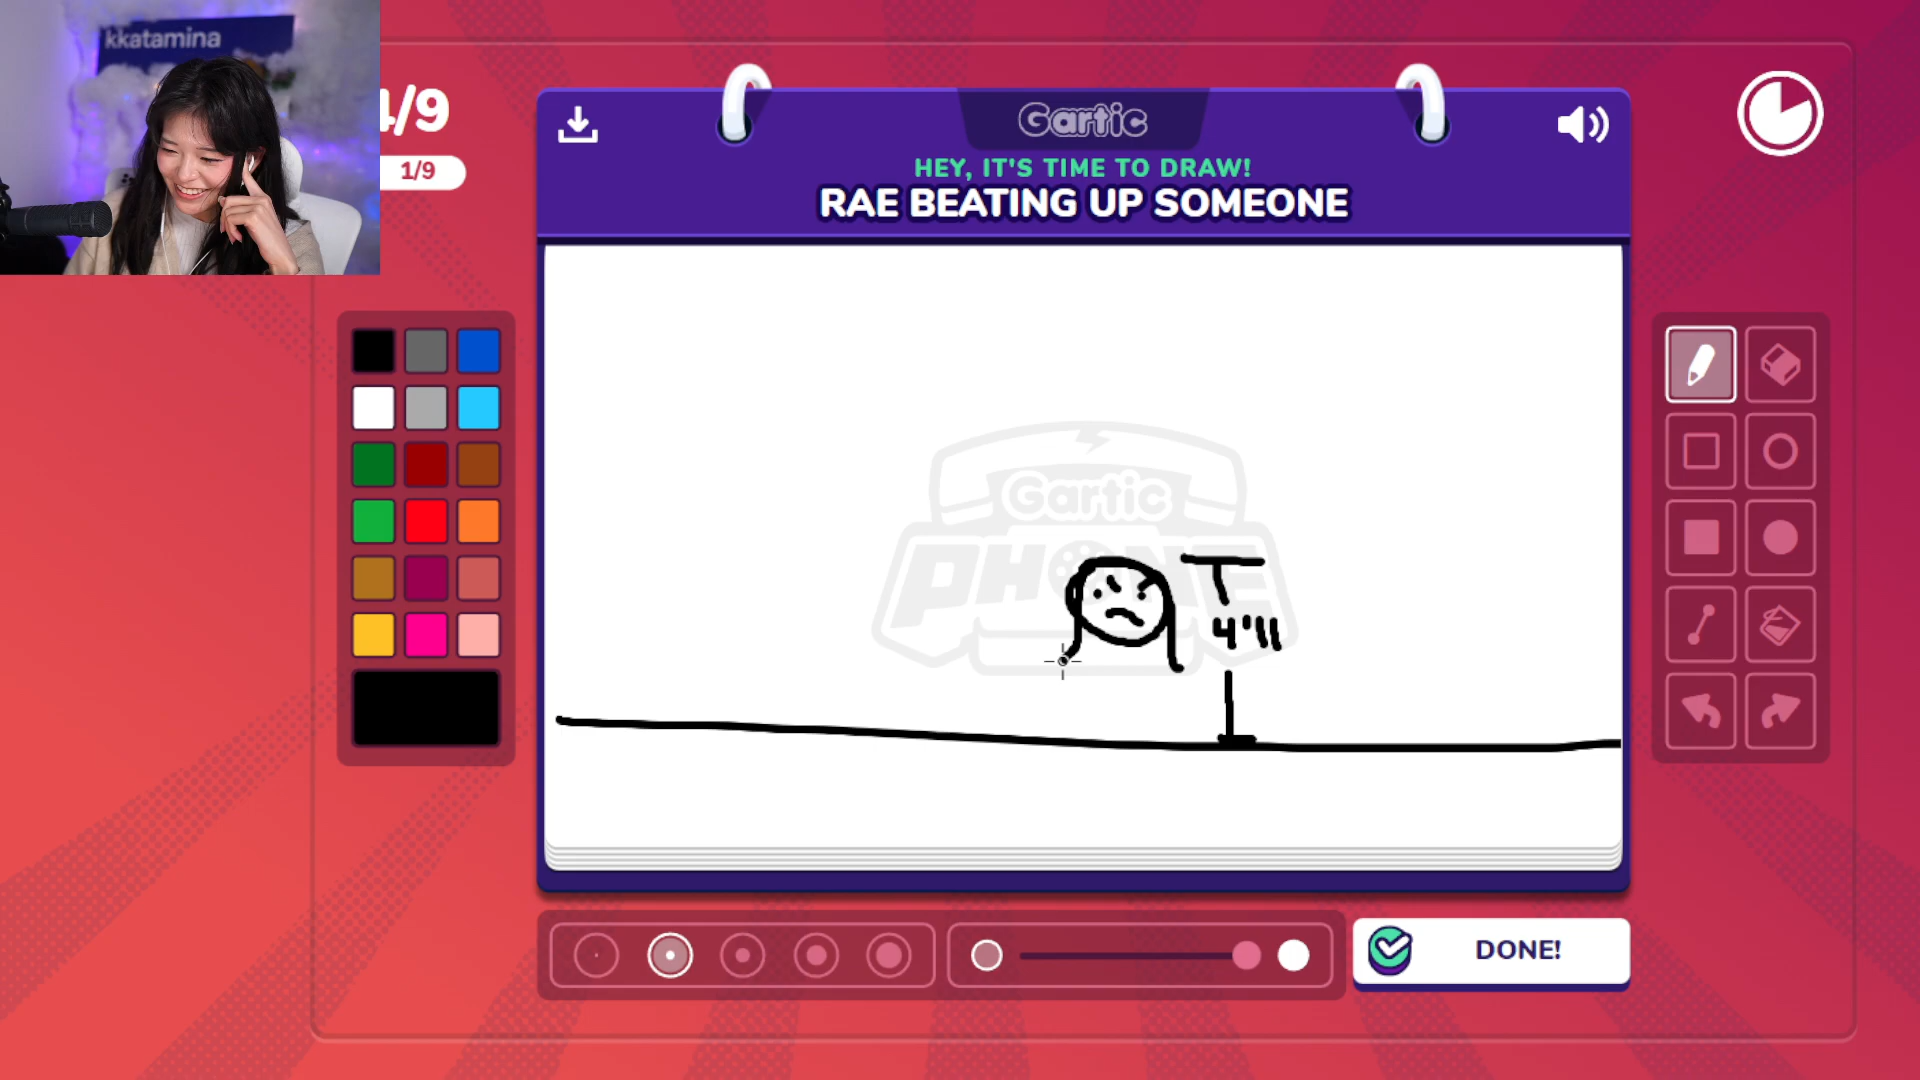 kkatamina
4/9
1/9
Gartic
HEY, IT'S TIME TO DRAW!
RAE BEATING UP SOMEONE
Gartic
PHONE
4'11
DONE!